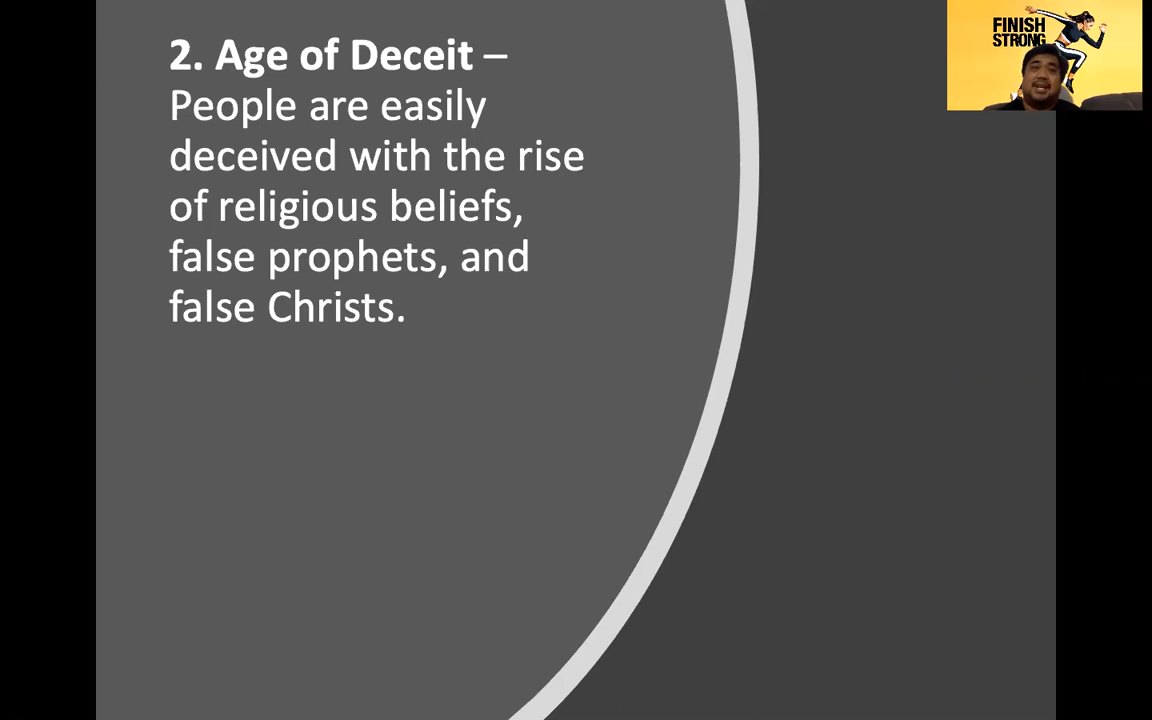 2. Age of Deceit –
People are easily
deceived with the rise
of religious beliefs,
false prophets, and
false Christs.
FINISH
STRONG